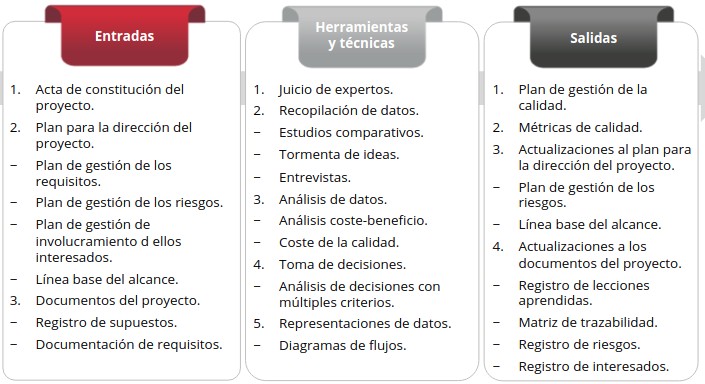 Entradas
1. Acta de constitución del
proyecto.
2. Plan para la dirección del
proyecto.
– Plan de gestión de los
requisitos.
– Plan de gestión de los riesgos.
– Plan de gestión de
involucramiento d ellos
interesados.
– Línea base del alcance.
3. Documentos del proyecto.
– Registro de supuestos.
– Documentación de requisitos.
Herramientas
y técnicas
1. Juicio de expertos.
2. Recopilación de datos.
– Estudios comparativos.
– Tormenta de ideas.
– Entrevistas.
3. Análisis de datos.
– Análisis coste-beneficio.
– Coste de la calidad.
4. Toma de decisiones.
– Análisis de decisiones con
múltiples criterios.
5. Representaciones de datos.
– Diagramas de flujos.
Salidas
1. Plan de gestión de la
calidad.
2. Métricas de calidad.
3. Actualizaciones al plan para
la dirección del proyecto.
– Plan de gestión de los
riesgos.
– Línea base del alcance.
4. Actualizaciones a los
documentos del proyecto.
– Registro de lecciones
aprendidas.
– Matriz de trazabilidad.
– Registro de riesgos.
– Registro de interesados.